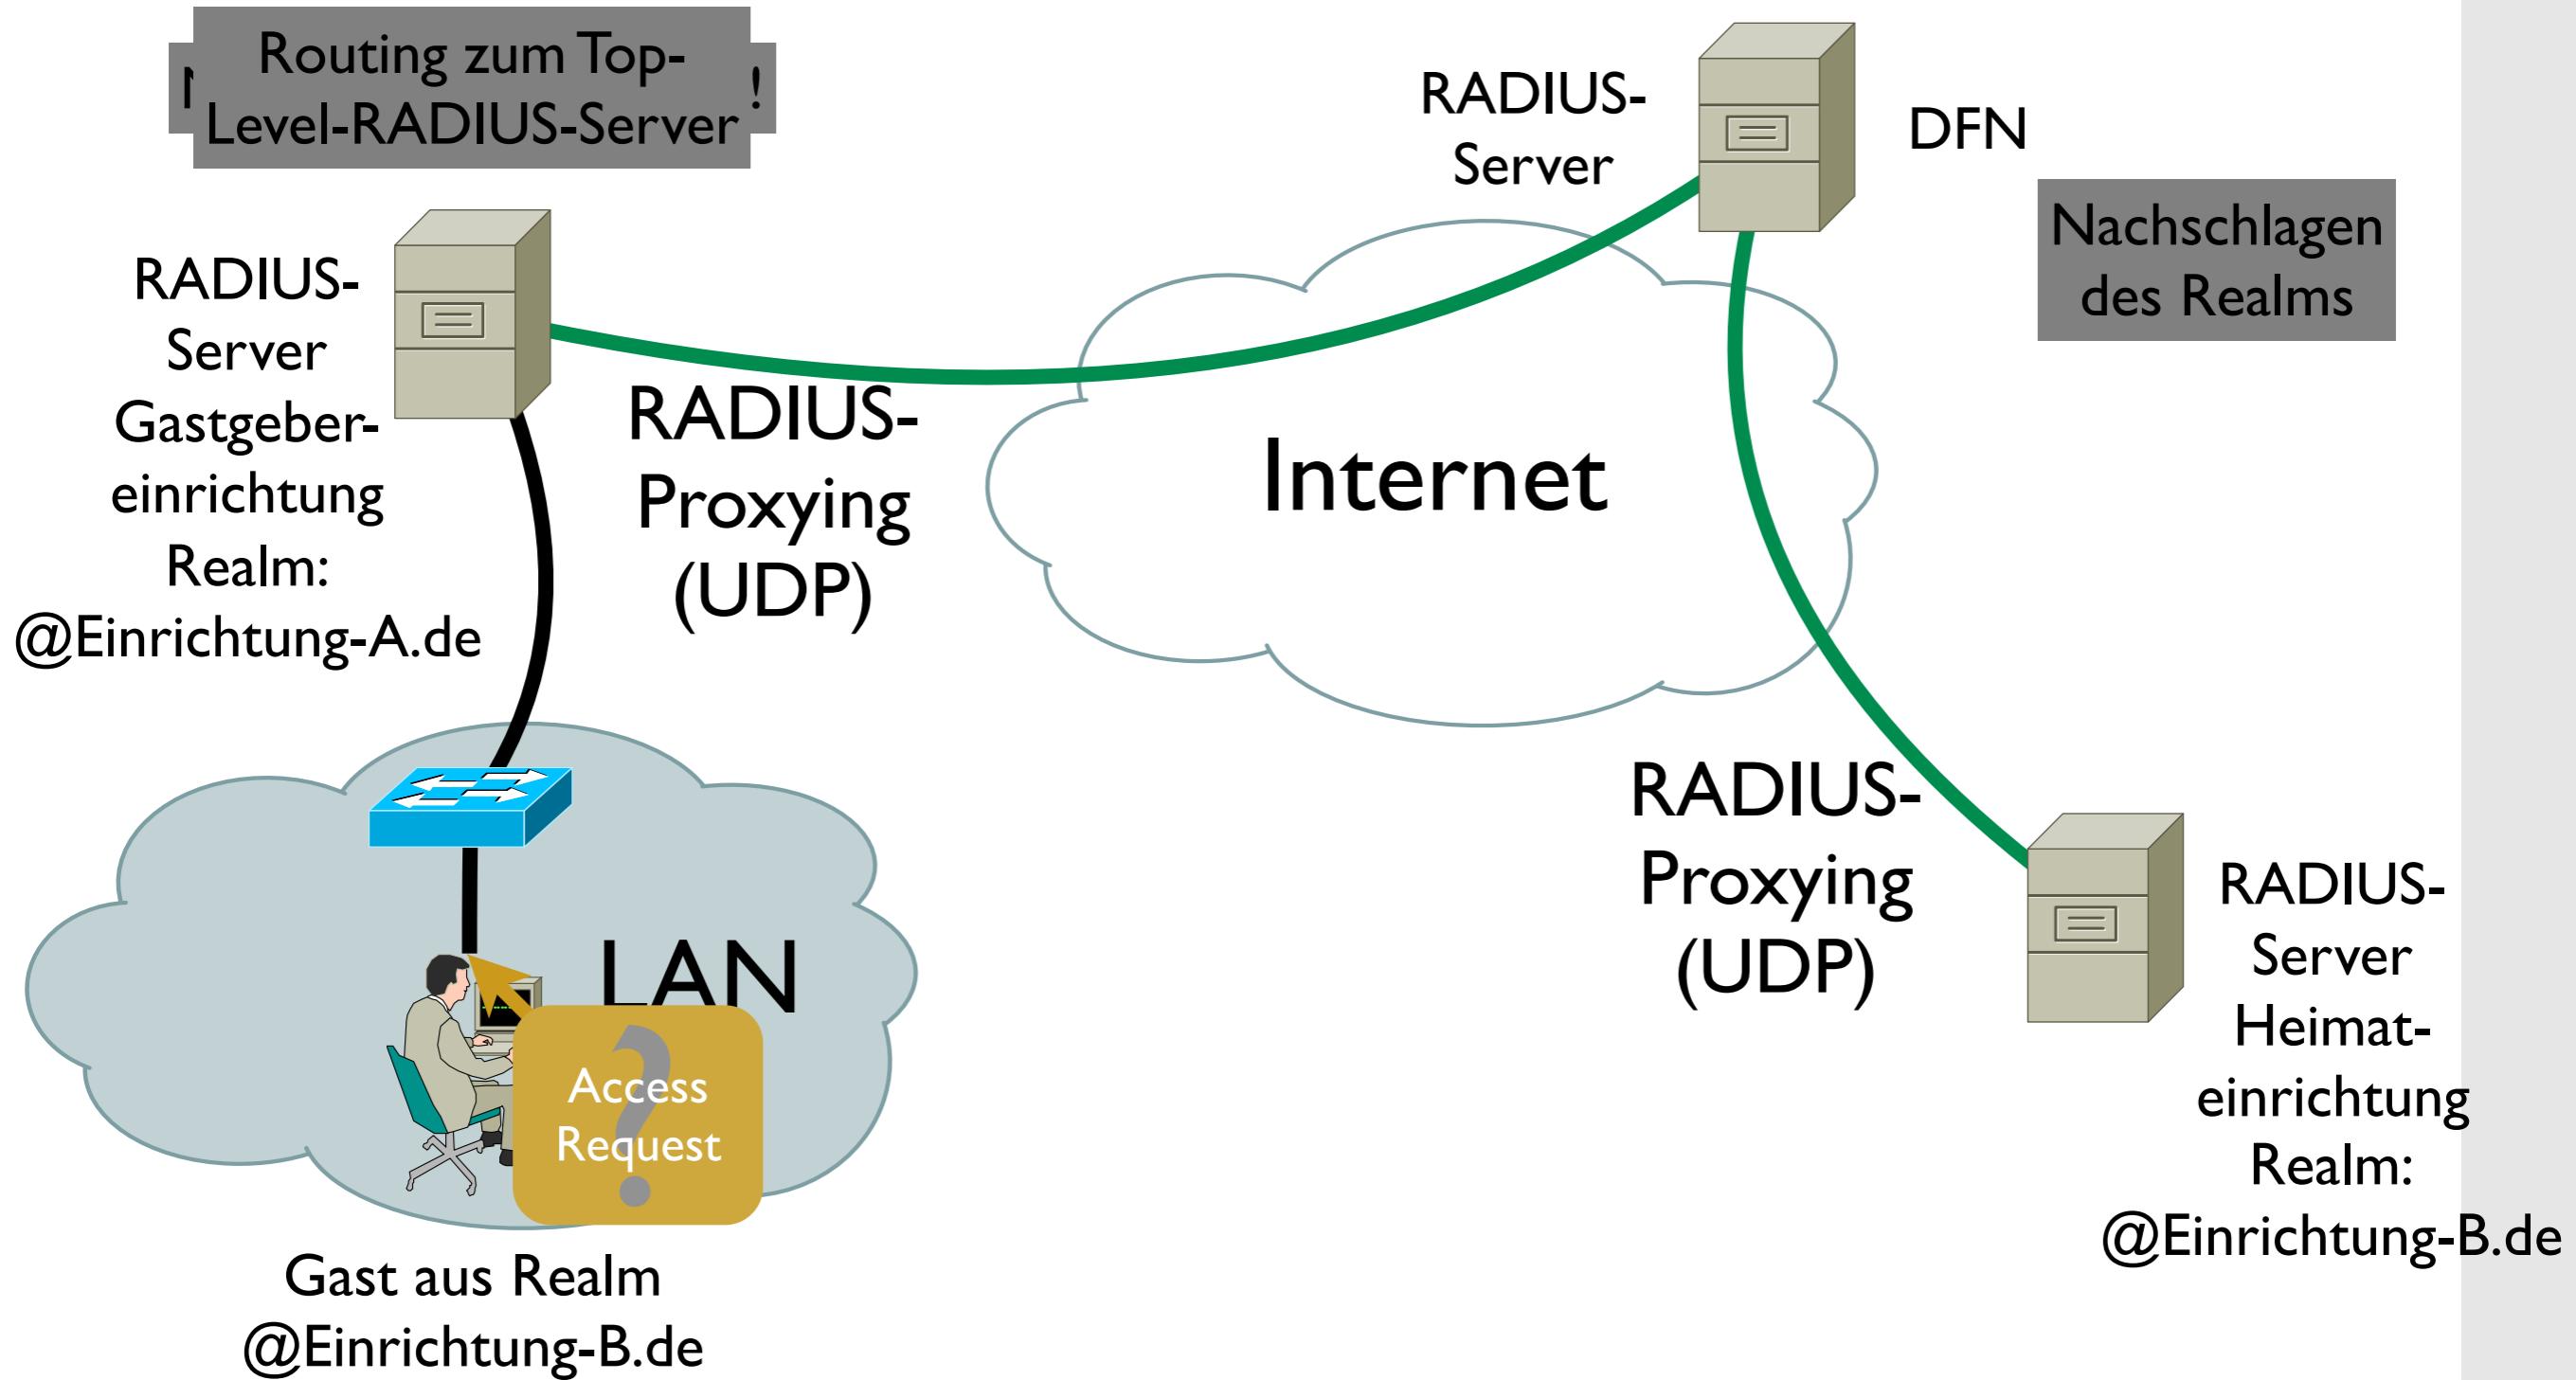 Routing zum Top-
Level-RADIUS-Server
!
RADIUS-
Server
DFN
Nachschlagen
des Realms
RADIUS-
Server
Gastgeber-
einrichtung
Realm:
@Einrichtung-A.de
RADIUS-
Proxying
(UDP)
Internet
RADIUS-
Proxying
(UDP)
RADIUS-
Server
Heimat-
einrichtung
Realm:
@Einrichtung-B.de
LAN
?
Access
Request
Gast aus Realm
@Einrichtung-B.de